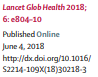 Lancet Glob Health 2018;
6: e804–10
Published Online
June 4, 2018
http://dx.doi.org/10.1016/
S2214-109X(18)30218-3